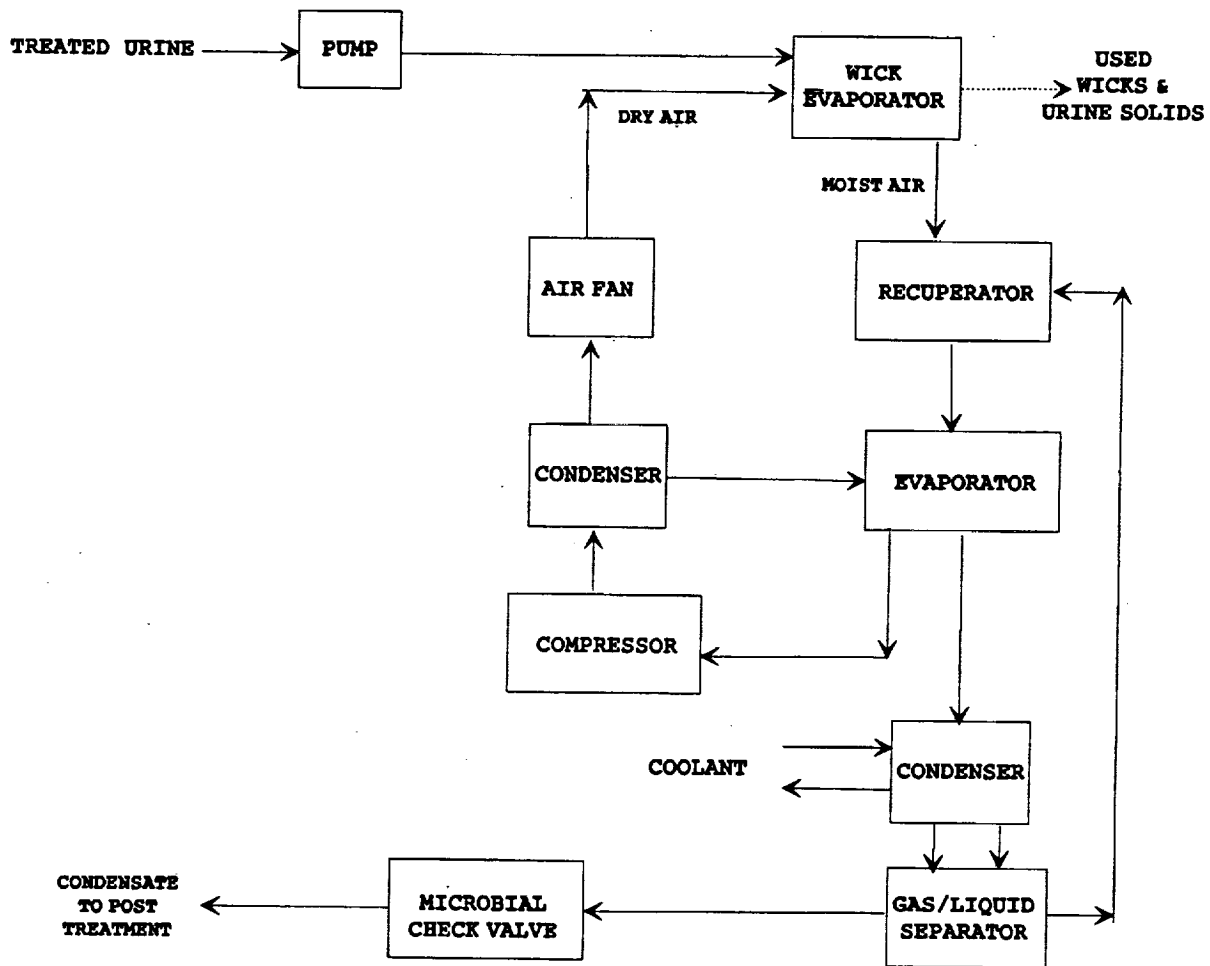 TREATED URINE
PUMP
WICK
EVAPORATOR
USED
WICKS &
URINE SOLIDS
DRY AIR
MOIST AIR
AIR FAN
RECUPERATOR
CONDENSER
EVAPORATOR
COMPRESSOR
COOLANT
CONDENSER
CONDENSATE
TO POST
TREATMENT
MICROBIAL
CHECK VALVE
GAS/LIQUID
SEPARATOR